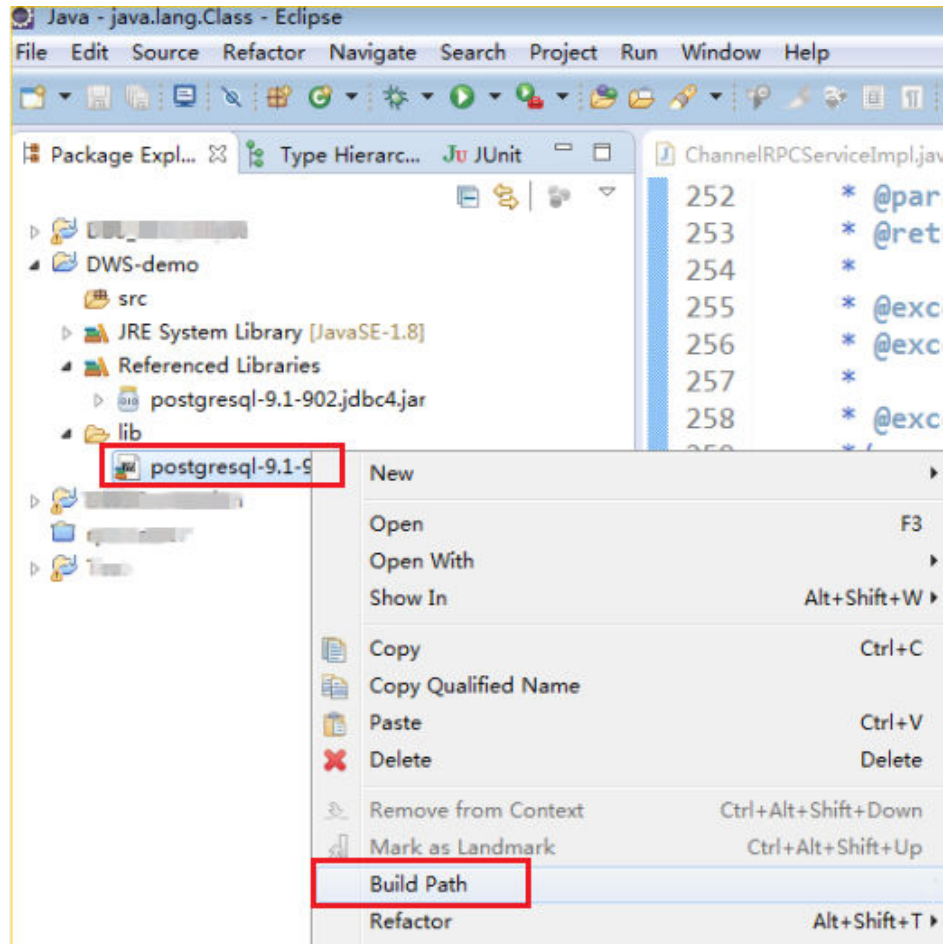 Java - java.lang.Class - Eclipse
File Edit Source Refactor Navigate Search Project Run Window Help
Package Expl... Type Hierarc... Ju JUnit
ChannelRPCServiceImpl.jav
252 * @par
253 * @ret
254 *
255 * @exc
256 * @exc
257 *
258 * @exc
DWS-demo
src
JRE System Library [JavaSE-1.8]
Referenced Libraries
postgresql-9.1-902.jdbc4.jar
lib
postgresql-9.1-9
New
Open F3
Open With
Show In Alt+Shift+W
Copy Ctrl+C
Copy Qualified Name
Paste Ctrl+V
Delete Delete
Remove from Context Ctrl+Alt+Shift+Down
Mark as Landmark Ctrl+Alt+Shift+Up
Build Path
Refactor Alt+Shift+T